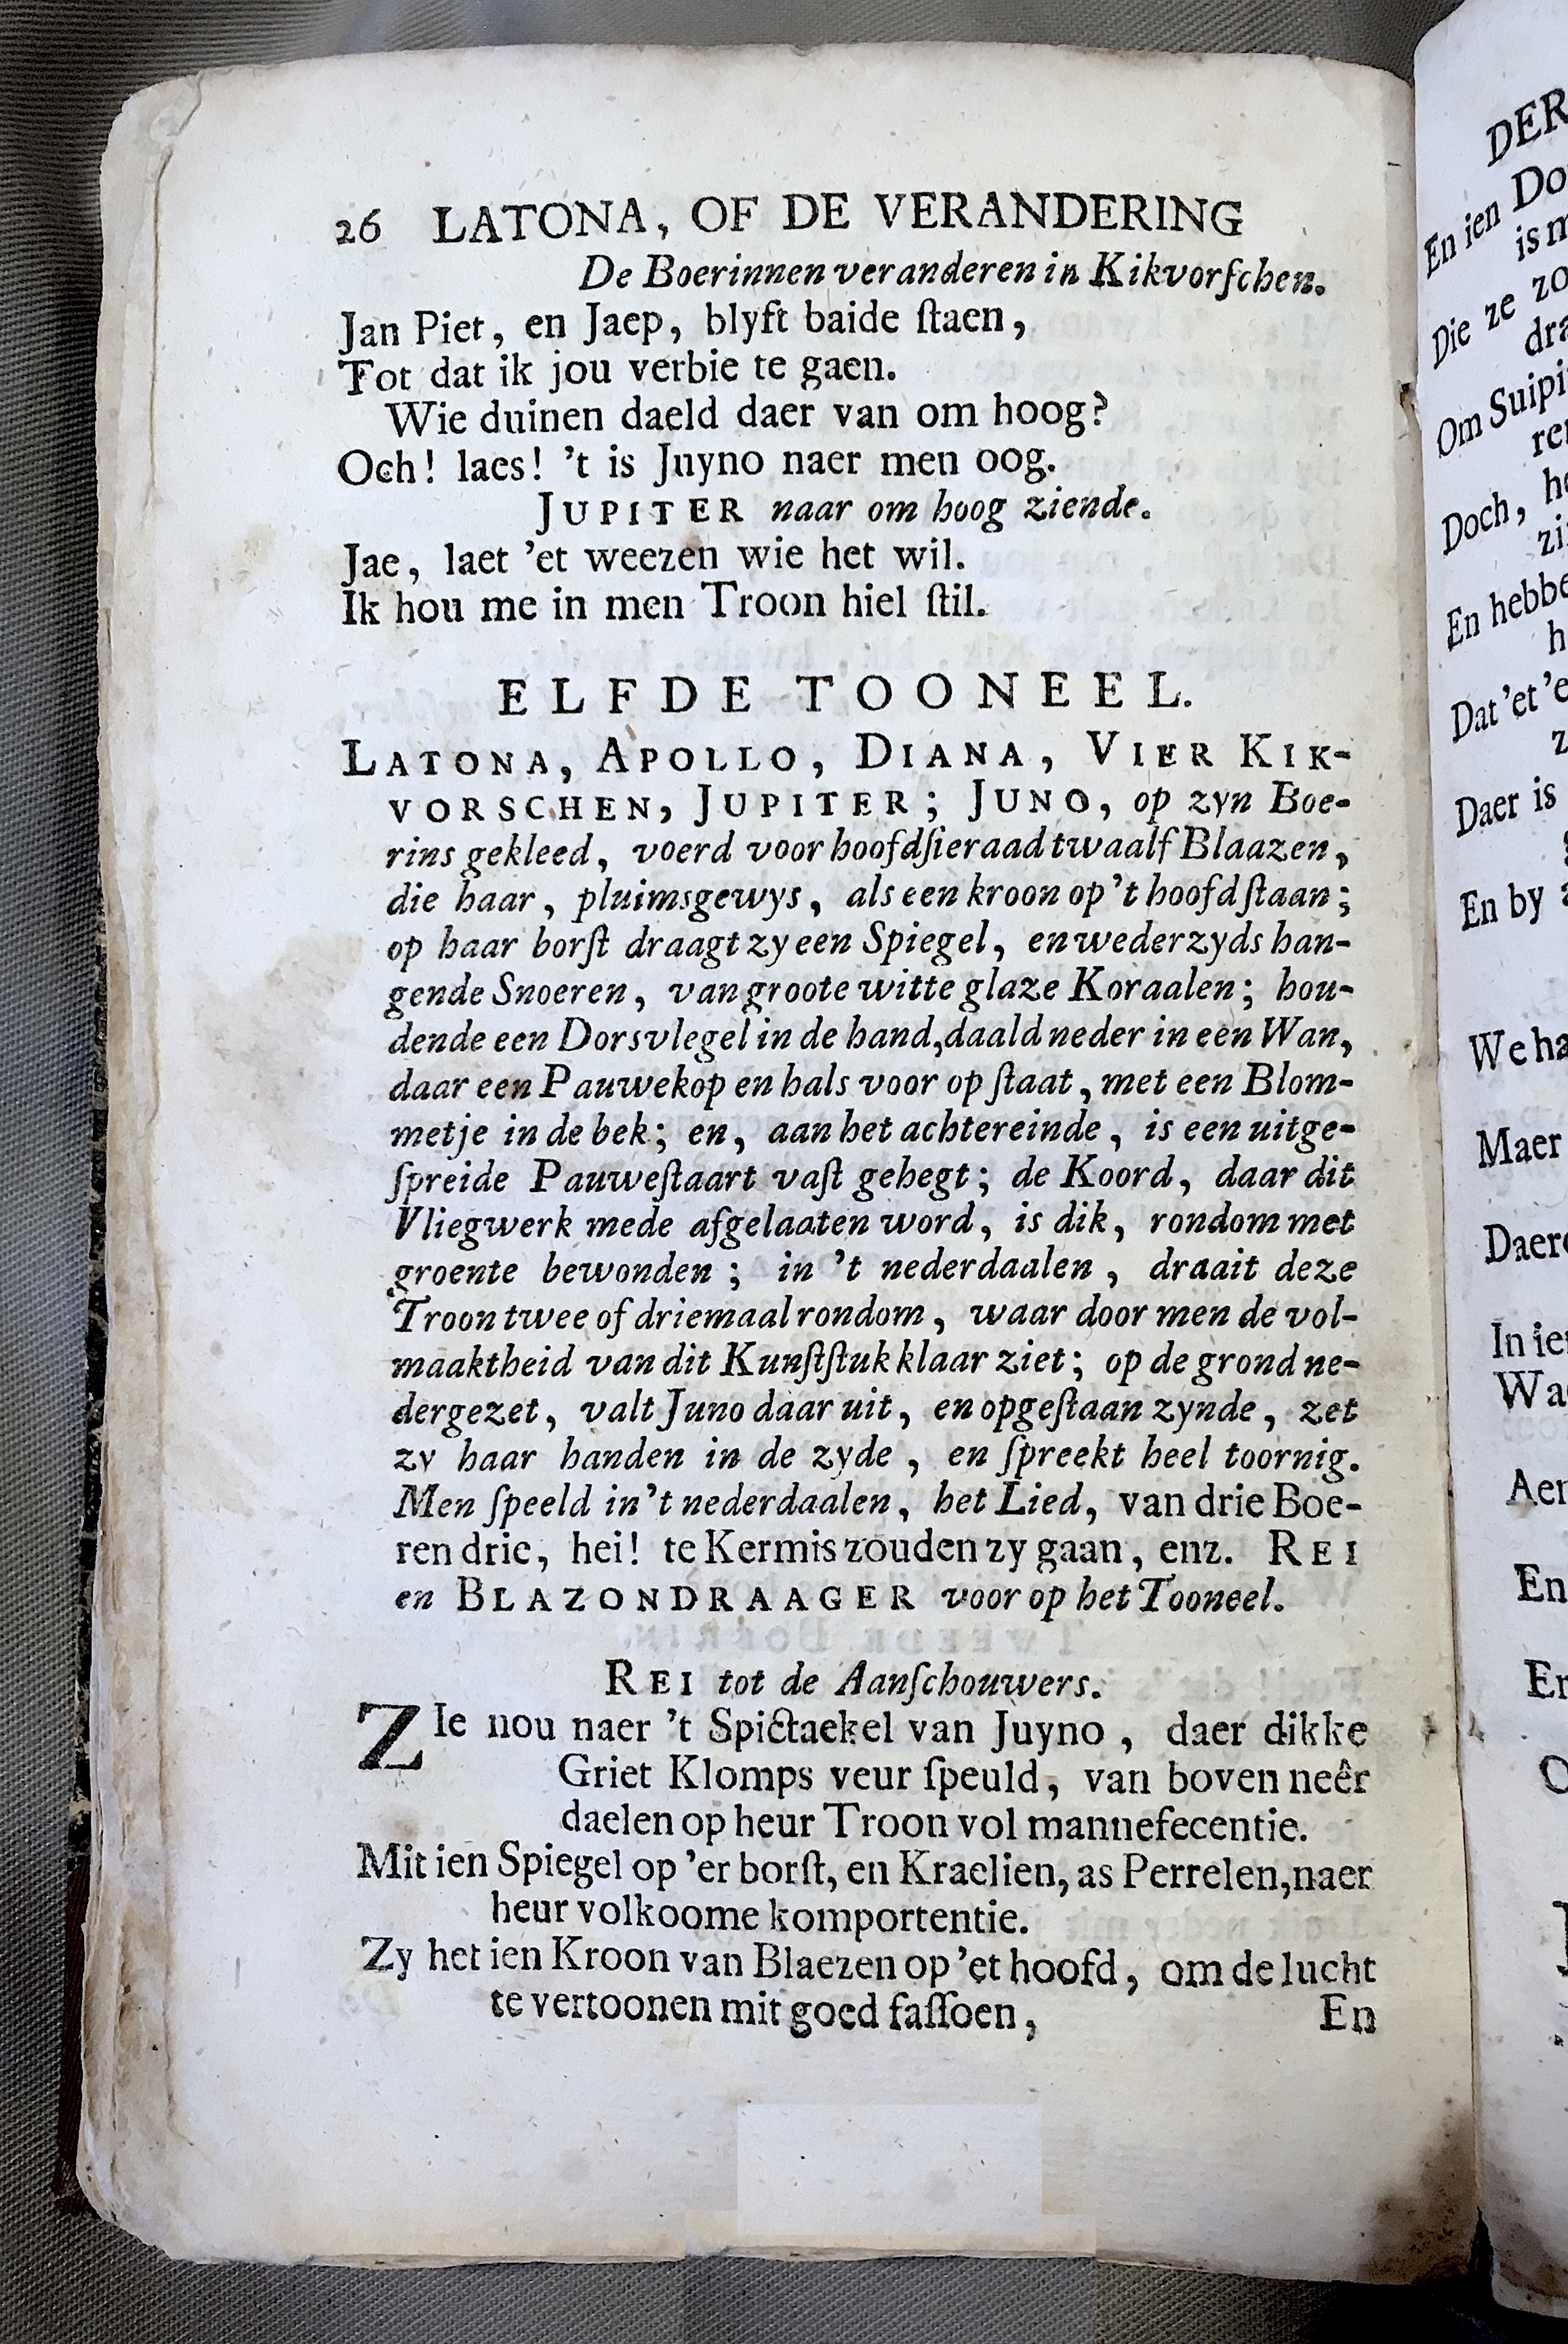 26 LATONA, OF DE VERANDERING
De Boerinnen veranderen in Kikvorſchen.
Jan Piet, en Jaep, blyft baide ſtaen,
Tot dat ik jou verbie te gaen.
Wie duinen daeld daer van om hoog?
Och! laes! 't is Juyno naer men oog.
JUPITER naar om hoog ziende.
Jae, laet 'et weezen wie het wil.
Ik hou me in men Troon hiel ſtil.
ELFDE TOONEEL.
LATONA, APOLLO, DIANA, VIER KIK-
VORSCHEN, JUPITER; JUNO, op zyn Boe-
rins gekleed, voerd voor hoofdſieraad twaalf Blaazen,
die haar, pluimsgewys, als een kroon op 't hoofd ſtaan;
op haar borſt draagt zy een Spiegel, en wederzyds han-
gende Snoeren, van groote witte glaze Koraalen; hou-
dende een Dorsvlegel in de hand, daald neder in een Wan,
daar een Pauwekop en hals voor op ſtaat, met een Blom-
metje in de bek; en, aan het achtereinde, is een uitge-
ſpreide Pauweſtaart vaſt gehegt; de Koord, daar dit
Vliegwerk mede afgelaaten word, is dik, rondom met
groente bewonden; in 't nederdaalen, draait deze
Troon twee of driemaal rondom, waar door men de vol-
maaktheid van dit Kunſtſtuk klaar ziet; op de grond ne-
dergezet, valt Juno daar uit, en opgeſtaan zynde, zet
zy haar handen in de zyde, en ſpreekt heel toornig.
Men ſpeeld in 't nederdaalen, het Lied, van drie Boe-
ren drie, hei! te Kermis zouden zy gaan, enz. REI
en BLAZONDRAAGER voor op het Tooneel.
REI tot de Aanſchouwers.
ZIe nou naer 't Spictaekel van Juyno, daer dikke
Griet Klomps veur ſpeuld, van boven neêr
daelen op heur Troon vol mannefecentie.
Mit ien Spiegel op 'er borſt, en Kraelien, as Perrelen, naer
heur volkoome komportentie.
Zy het ien Kroon van Blaezen op 'et hoofd, om de lucht
te vertoonen mit goed faſſoen,
En
DER
En ien Do
is
Die ze zo
dra
Om Suipi
Doch, he
zi
En hebbe
h
Dat 'et 'e
z
Daer is
En by
We ha
Maer
Daer
In ie
Wa
Aen
En